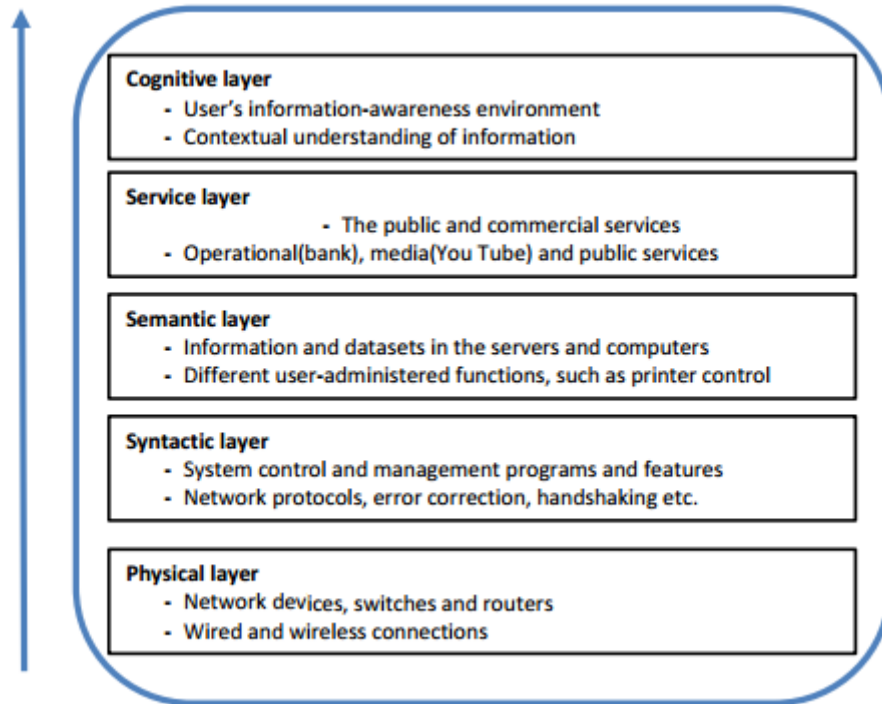 Cognitive layer
- User's information-awareness environment
- Contextual understanding of information
Service layer
- The public and commercial services
- Operational(bank), media(You Tube) and public services
Semantic layer
- Information and datasets in the servers and computers
- Different user-administered functions, such as printer control
Syntactic layer
- System control and management programs and features
- Network protocols, error correction, handshaking etc.
Physical layer
- Network devices, switches and routers
- Wired and wireless connections